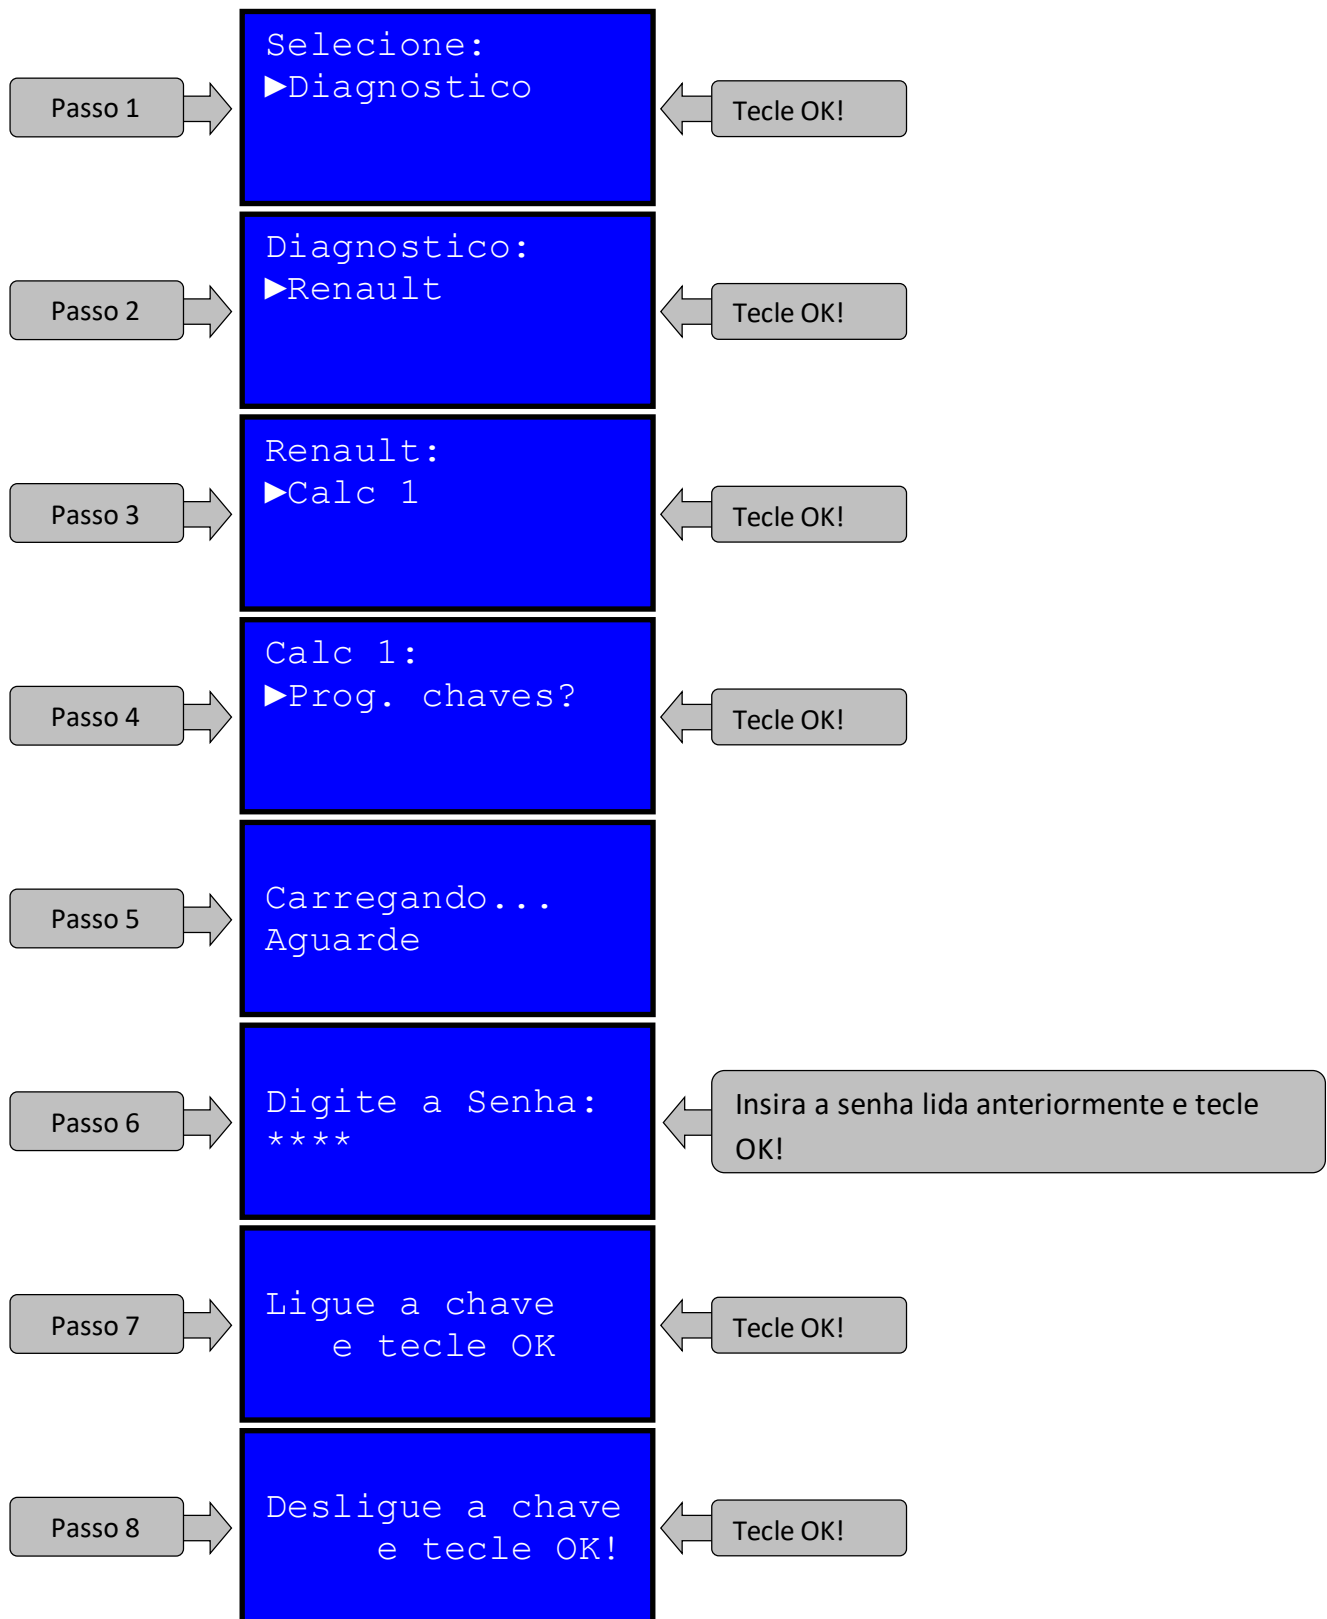 Passo 1
Selecione:
►Diagnostico
Tecle OK!
Passo 2
Diagnostico:
►Renault
Tecle OK!
Passo 3
Renault:
►Calc 1
Tecle OK!
Passo 4
Calc 1:
►Prog. chaves?
Tecle OK!
Passo 5
Carregando...
Aguarde
Passo 6
Digite a Senha:
****
Insira a senha lida anteriormente e tecle
OK!
Passo 7
Ligue a chave
e tecle OK
Tecle OK!
Passo 8
Desligue a chave
e tecle OK!
Tecle OK!